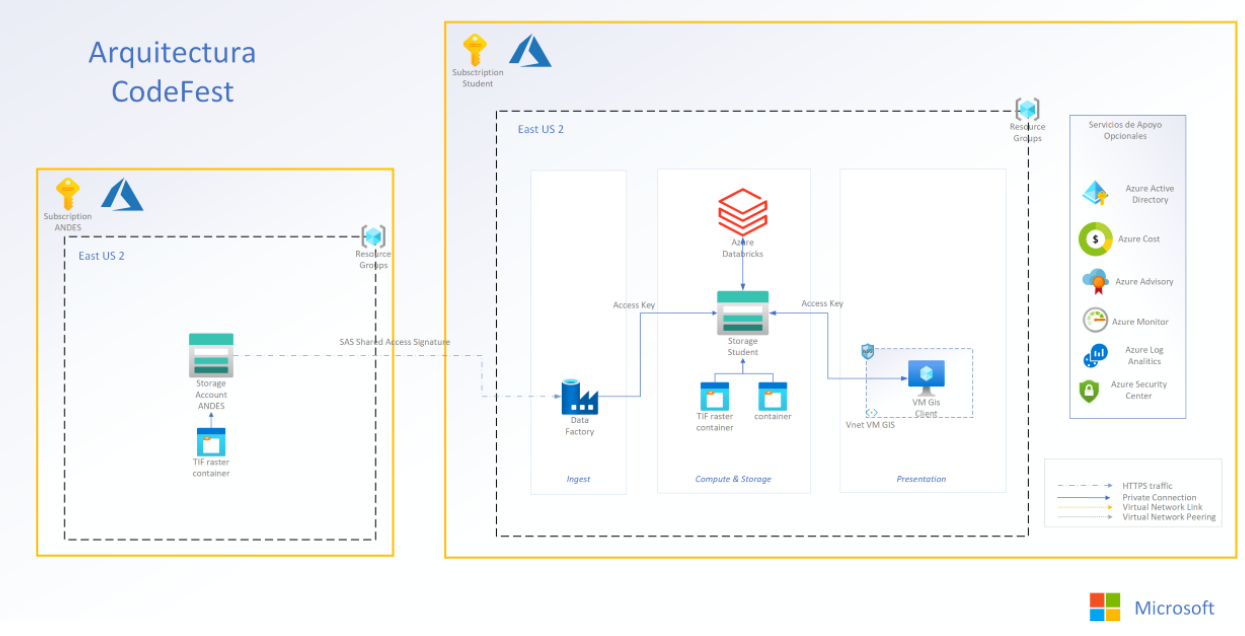 Arquitectura
CodeFest
Subsctription
Student
Resource
Groups
East US 2
Servicios de Apoyo
Opcionales
Azure Active
Directory
Azure Cost
Azure Advisory
Azure Monitor
Azure Log
Analitics
Azure Security
Center
Subscription
ANDES
Resource
Groups
East US 2
SAS Shared Access Signature
Storage
Account
ANDES
TIF raster
container
Data
Factory
Ingest
Access Key
Azure
Databricks
Storage
Student
TIF raster
container
container
Compute & Storage
Access Key
NSG
VM Gis
Client
Vnet VM GIS
Presentation
HTTPS traffic
Private Connection
Virtual Network Link
Virtual Network Peering
Microsoft